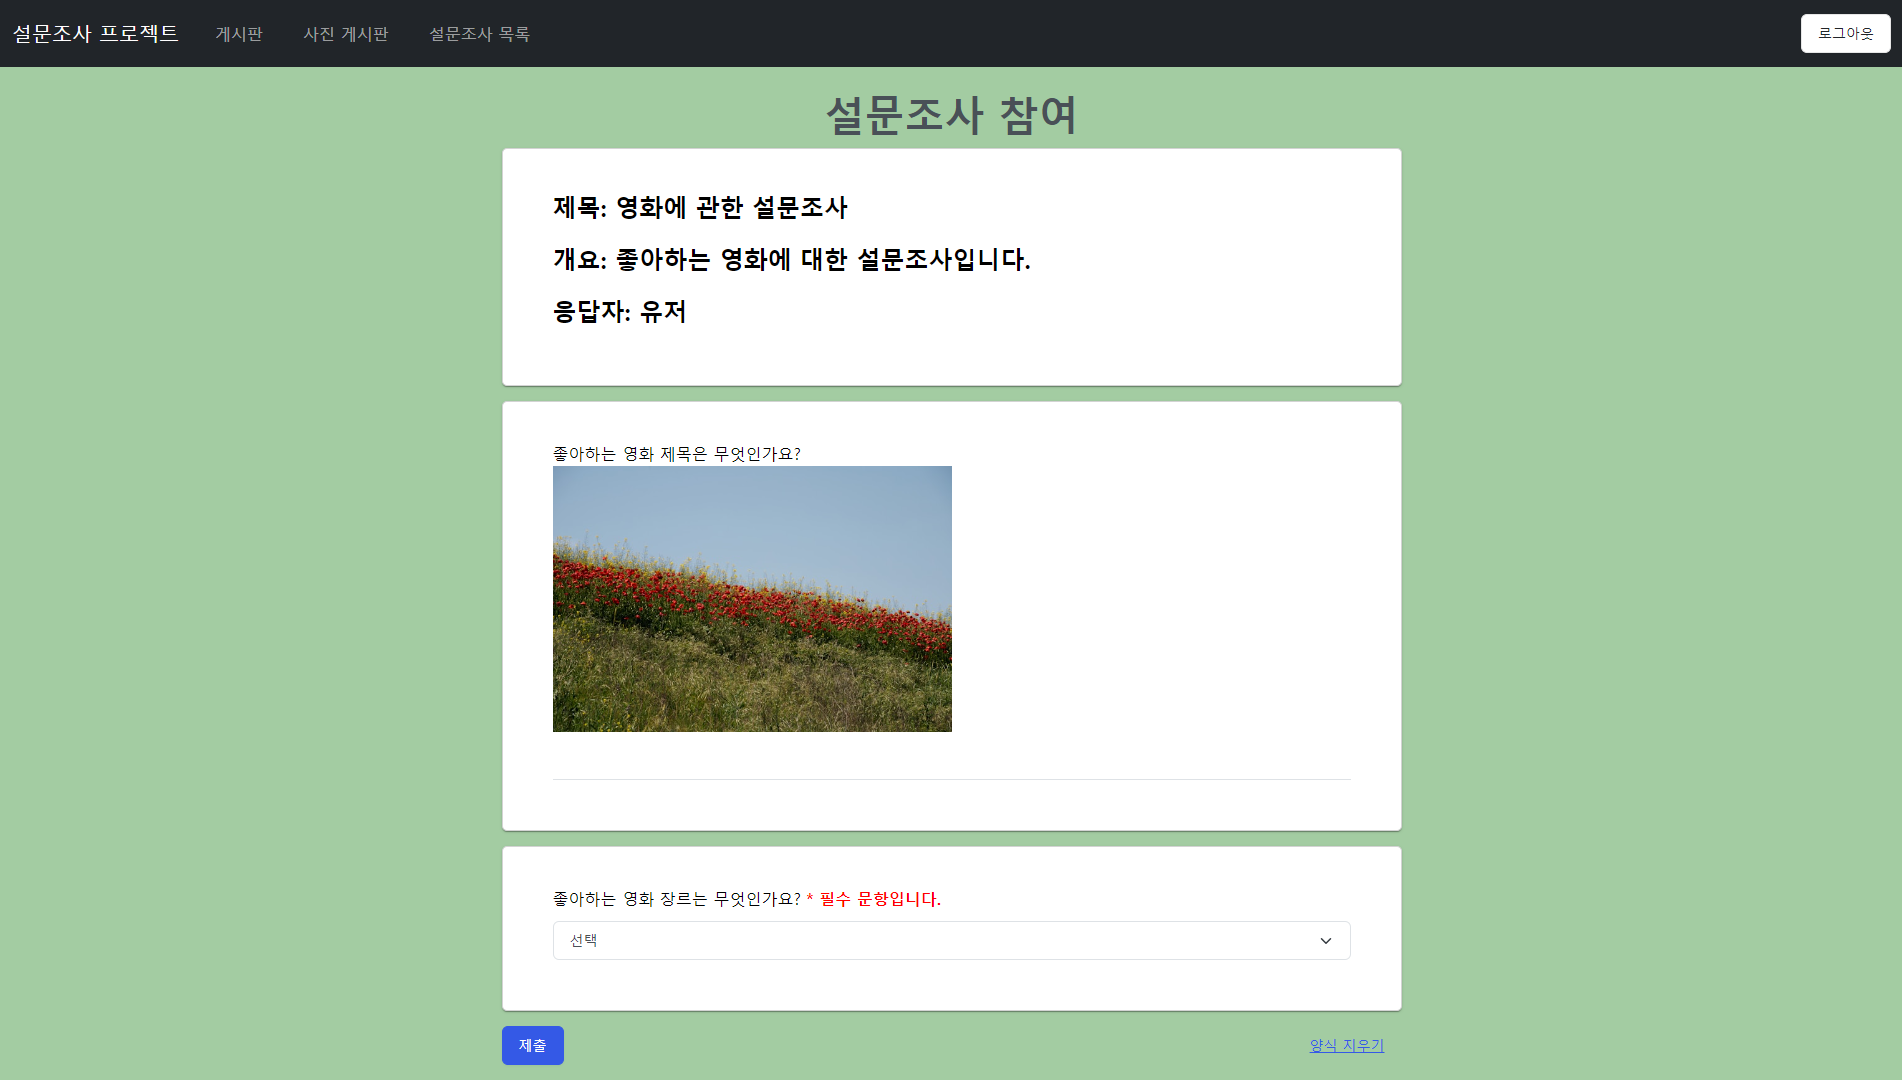 설문조사 프로젝트 게시판 사진 게시판 설문조사 목록 로그아웃
설문조사 참여
제목: 영화에 관한 설문조사
개요: 좋아하는 영화에 대한 설문조사입니다.
응답자: 유저
좋아하는 영화 제목은 무엇인가요?
좋아하는 영화 장르는 무엇인가요? * 필수 문항입니다.
선택
제출 양식 지우기